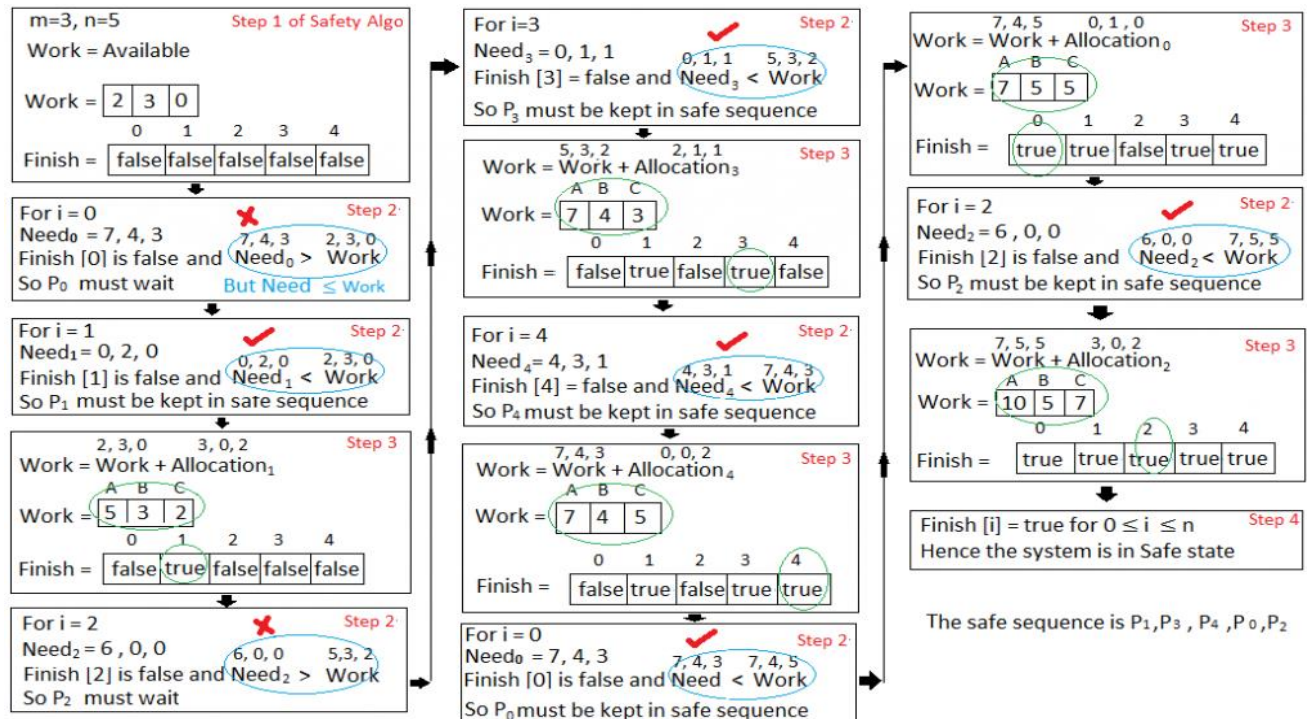 m=3, n=5 Step 1 of Safety Algo
Work = Available
Work = 2 3 0
0 1 2 3 4
Finish = false false false false false
For i = 0 Step 2
Need₀ = 7, 4, 3 7, 4, 3 2, 3, 0
Finish [0] is false and Need₀ > Work
So P₀ must wait But Need ≤ Work
For i = 1 Step 2
Need₁ = 0, 2, 0 0, 2, 0 2, 3, 0
Finish [1] is false and Need₁ < Work
So P₁ must be kept in safe sequence
2, 3, 0 3, 0, 2 Step 3
Work = Work + Allocation₁
A B C
Work = 5 3 2
0 1 2 3 4
Finish = false true false false false
For i = 2 Step 2
Need₂ = 6 , 0, 0 6, 0, 0 5,3, 2
Finish [2] is false and Need₂ > Work
So P₂ must wait
For i=3 Step 2
Need₃ = 0, 1, 1 0, 1, 1 5, 3, 2
Finish [3] = false and Need₃ < Work
So P₃ must be kept in safe sequence
5, 3, 2 2, 1, 1 Step 3
Work = Work + Allocation₃
A B C
Work = 7 4 3
0 1 2 3 4
Finish = false true false true false
For i = 4 Step 2
Need₄ = 4, 3, 1 4, 3, 1 7, 4, 3
Finish [4] = false and Need₄ < Work
So P₄ must be kept in safe sequence
7, 4, 3 0, 0, 2 Step 3
Work = Work + Allocation₄
A B C
Work = 7 4 5
0 1 2 3 4
Finish = false true false true true
For i = 0 Step 2
Need₀ = 7, 4, 3 7, 4, 3 7, 4, 5
Finish [0] is false and Need < Work
So P₀ must be kept in safe sequence
7, 4, 5 0, 1 , 0 Step 3
Work = Work + Allocation₀
A B C
Work = 7 5 5
0 1 2 3 4
Finish = true true false true true
For i = 2 Step 2
Need₂ = 6 , 0, 0 6, 0, 0 7, 5, 5
Finish [2] is false and Need₂ < Work
So P₂ must be kept in safe sequence
7, 5, 5 3, 0, 2 Step 3
Work = Work + Allocation₂
A B C
Work = 10 5 7
0 1 2 3 4
Finish = true true true true true
Finish [i] = true for 0 ≤ i ≤ n Step 4
Hence the system is in Safe state
The safe sequence is P₁,P₃ , P₄ ,P₀,P₂